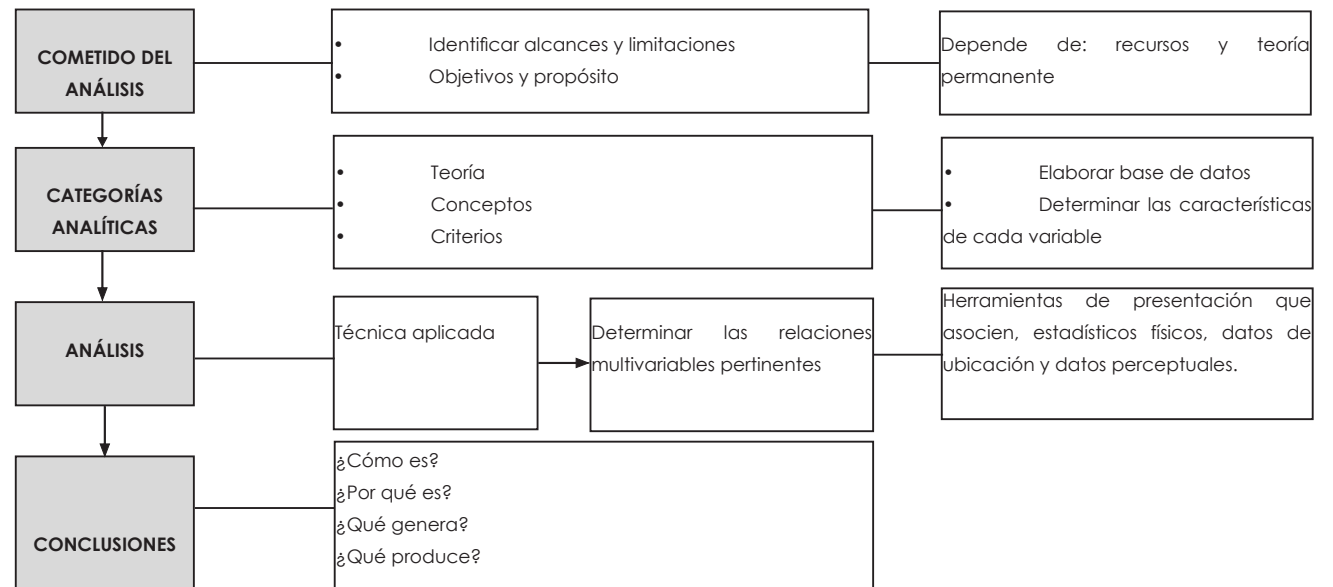 COMETIDO DEL
ANÁLISIS
• Identificar alcances y limitaciones
• Objetivos y propósito
Depende de: recursos y teoría
permanente
CATEGORÍAS
ANALÍTICAS
• Teoría
• Conceptos
• Criterios
• Elaborar base de datos
• Determinar las características
de cada variable
ANÁLISIS
Técnica aplicada
Determinar las relaciones
multivariables pertinentes
Herramientas de presentación que
asocien, estadísticos físicos, datos de
ubicación y datos perceptuales.
CONCLUSIONES
¿Cómo es?
¿Por qué es?
¿Qué genera?
¿Qué produce?